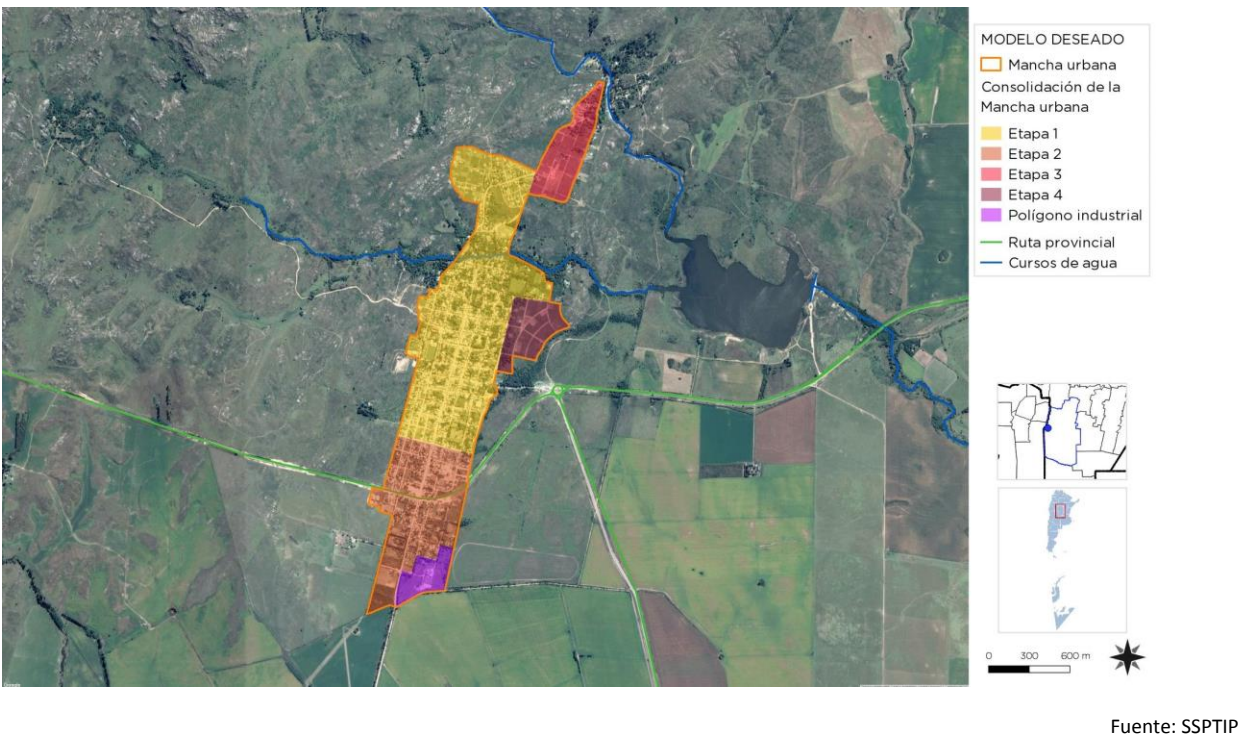 MODELO DESEADO
Mancha urbana
Consolidación de la
Mancha urbana
Etapa 1
Etapa 2
Etapa 3
Etapa 4
Polígono industrial
Ruta provincial
Cursos de agua
0 300 600 m
Fuente: SSPTIP